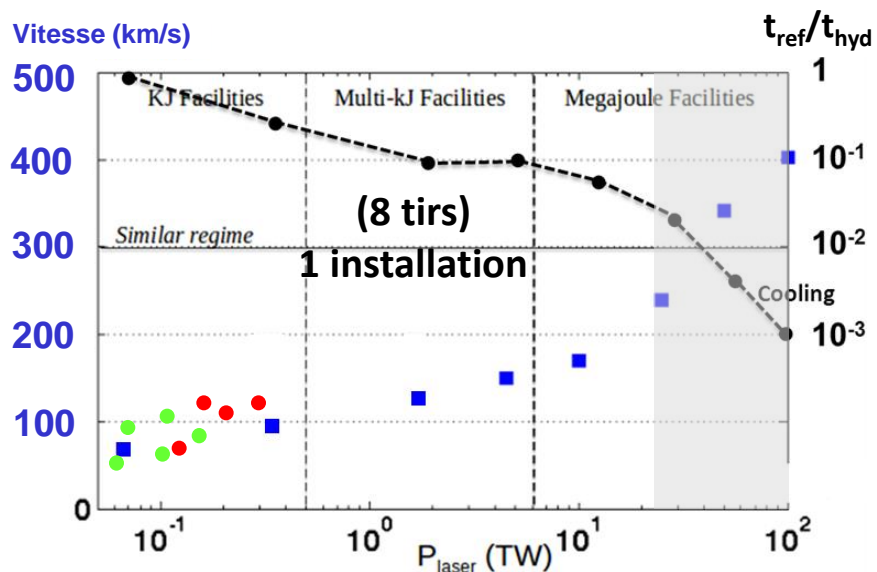 Vitesse (km/s)
t_ref/t_hyd
500
400
300
200
100
0
KJ Facilities
Multi-kJ Facilities
Megajoule Facilities
(8 tirs)
1 installation
Similar regime
Cooling
1
10^-1
10^-2
10^-3
10^-1
10^0
10^1
10^2
P_laser (TW)